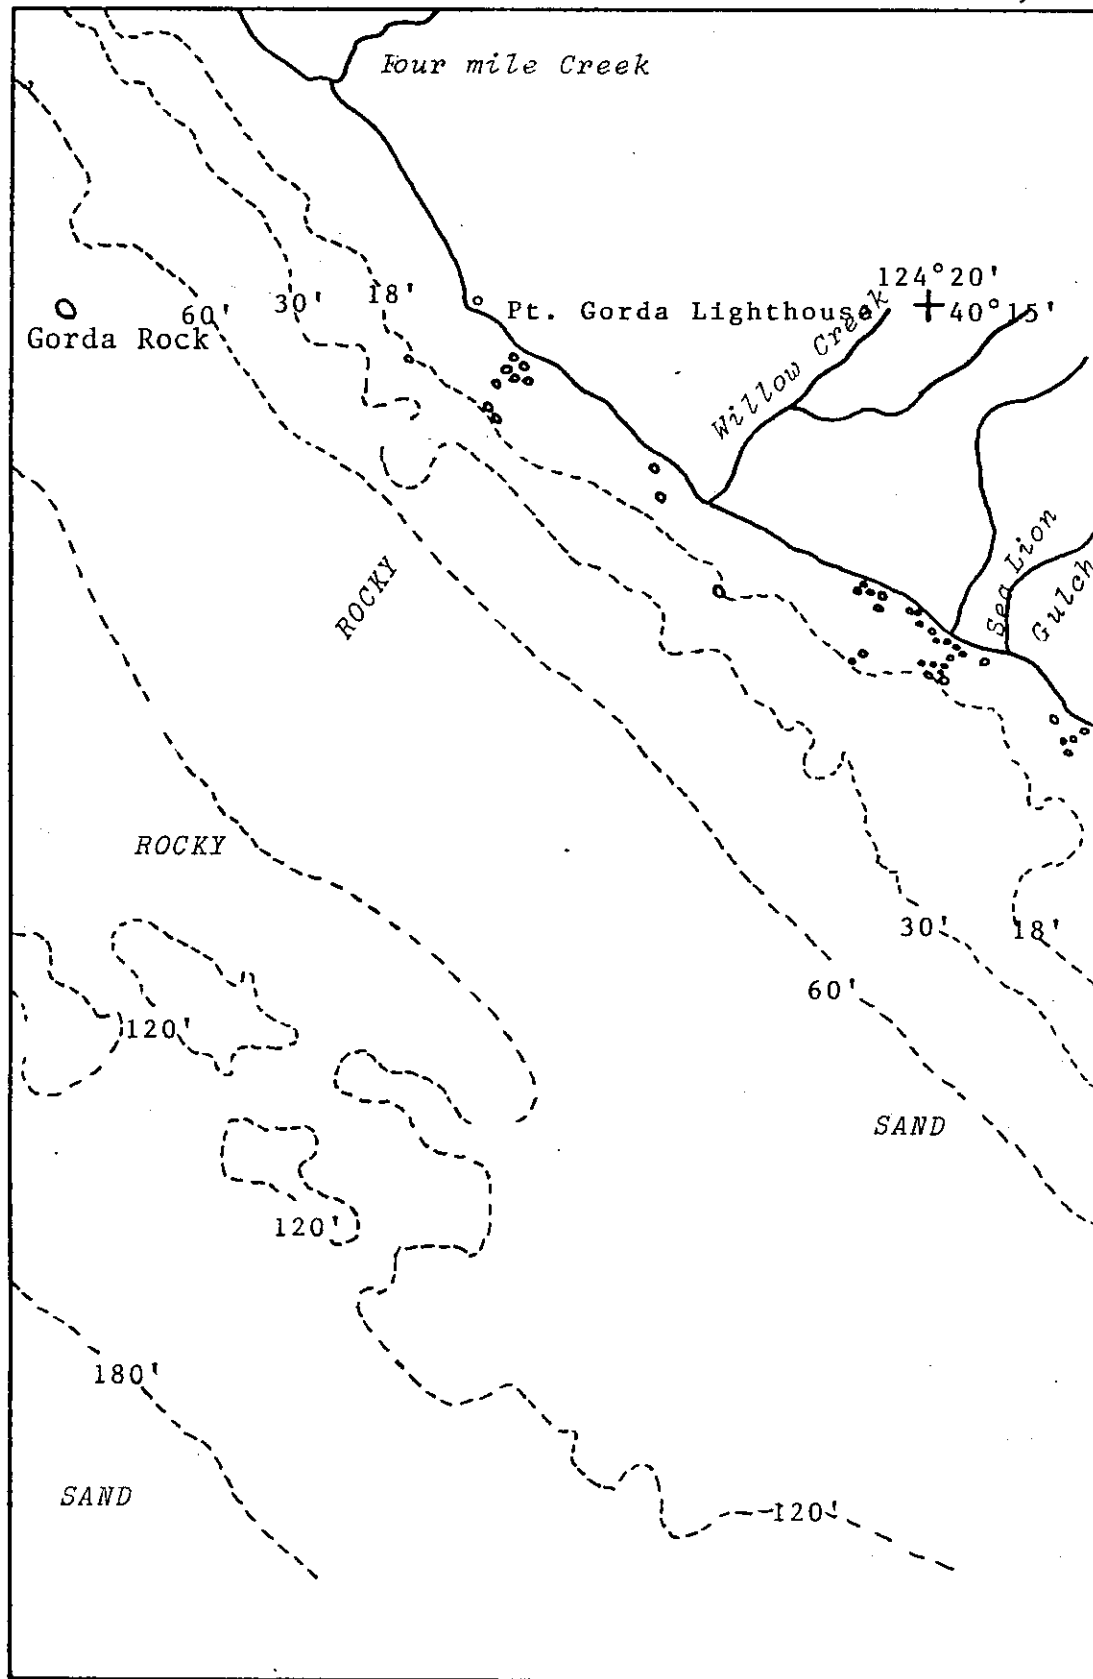 Four mile Creek
124°20'
40°15'
60'
30'
18'
Pt. Gorda Lighthouse
Gorda Rock
Willow Creek
Sea Lion
Gulch
ROCKY
ROCKY
30'
18'
60'
120'
SAND
120'
180'
SAND
120'